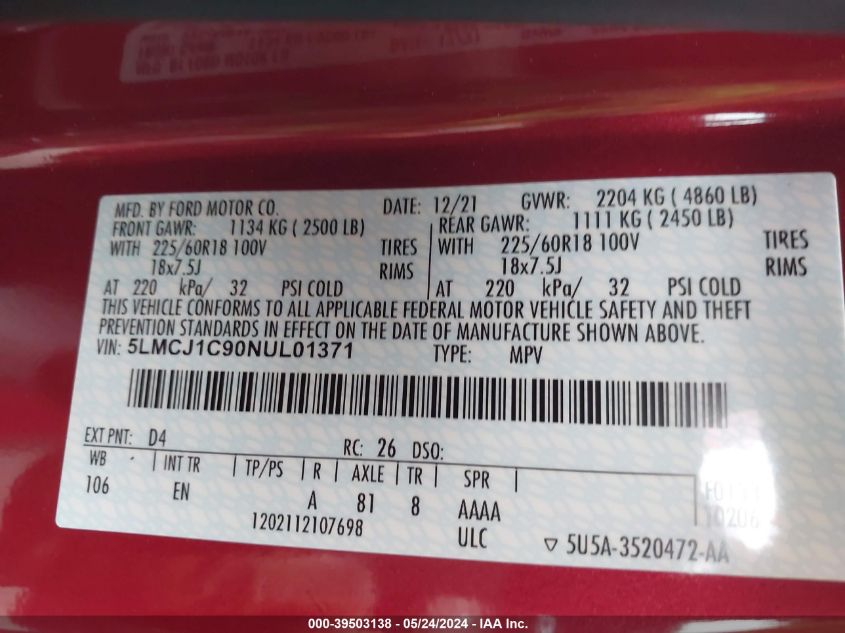 MFD. BY FORD MOTOR CO. DATE: 12/21 GVWR: 2204 KG ( 4860 LB)
FRONT GAWR: 1134 KG ( 2500 LB) REAR GAWR: 1111 KG ( 2450 LB)
WITH 225/60R18 100V TIRES WITH 225/60R18 100V TIRES
18x7.5J RIMS 18x7.5J RIMS
AT 220 kPa/ 32 PSI COLD AT 220 kPa/ 32 PSI COLD
THIS VEHICLE CONFORMS TO ALL APPLICABLE FEDERAL MOTOR VEHICLE SAFETY AND THEFT
PREVENTION STANDARDS IN EFFECT ON THE DATE OF MANUFACTURE SHOWN ABOVE.
VIN: 5LMCJ1C90NUL01371 TYPE: MPV
EXT PNT: D4 RC: 26 DSO:
WB INT TR TP/PS R AXLE TR SPR
106 EN A 81 8 AAAA
1202112107698 ULC
10206
▽ 5U5A-3520472-AA
000-39503138 - 05/24/2024 - IAA Inc.